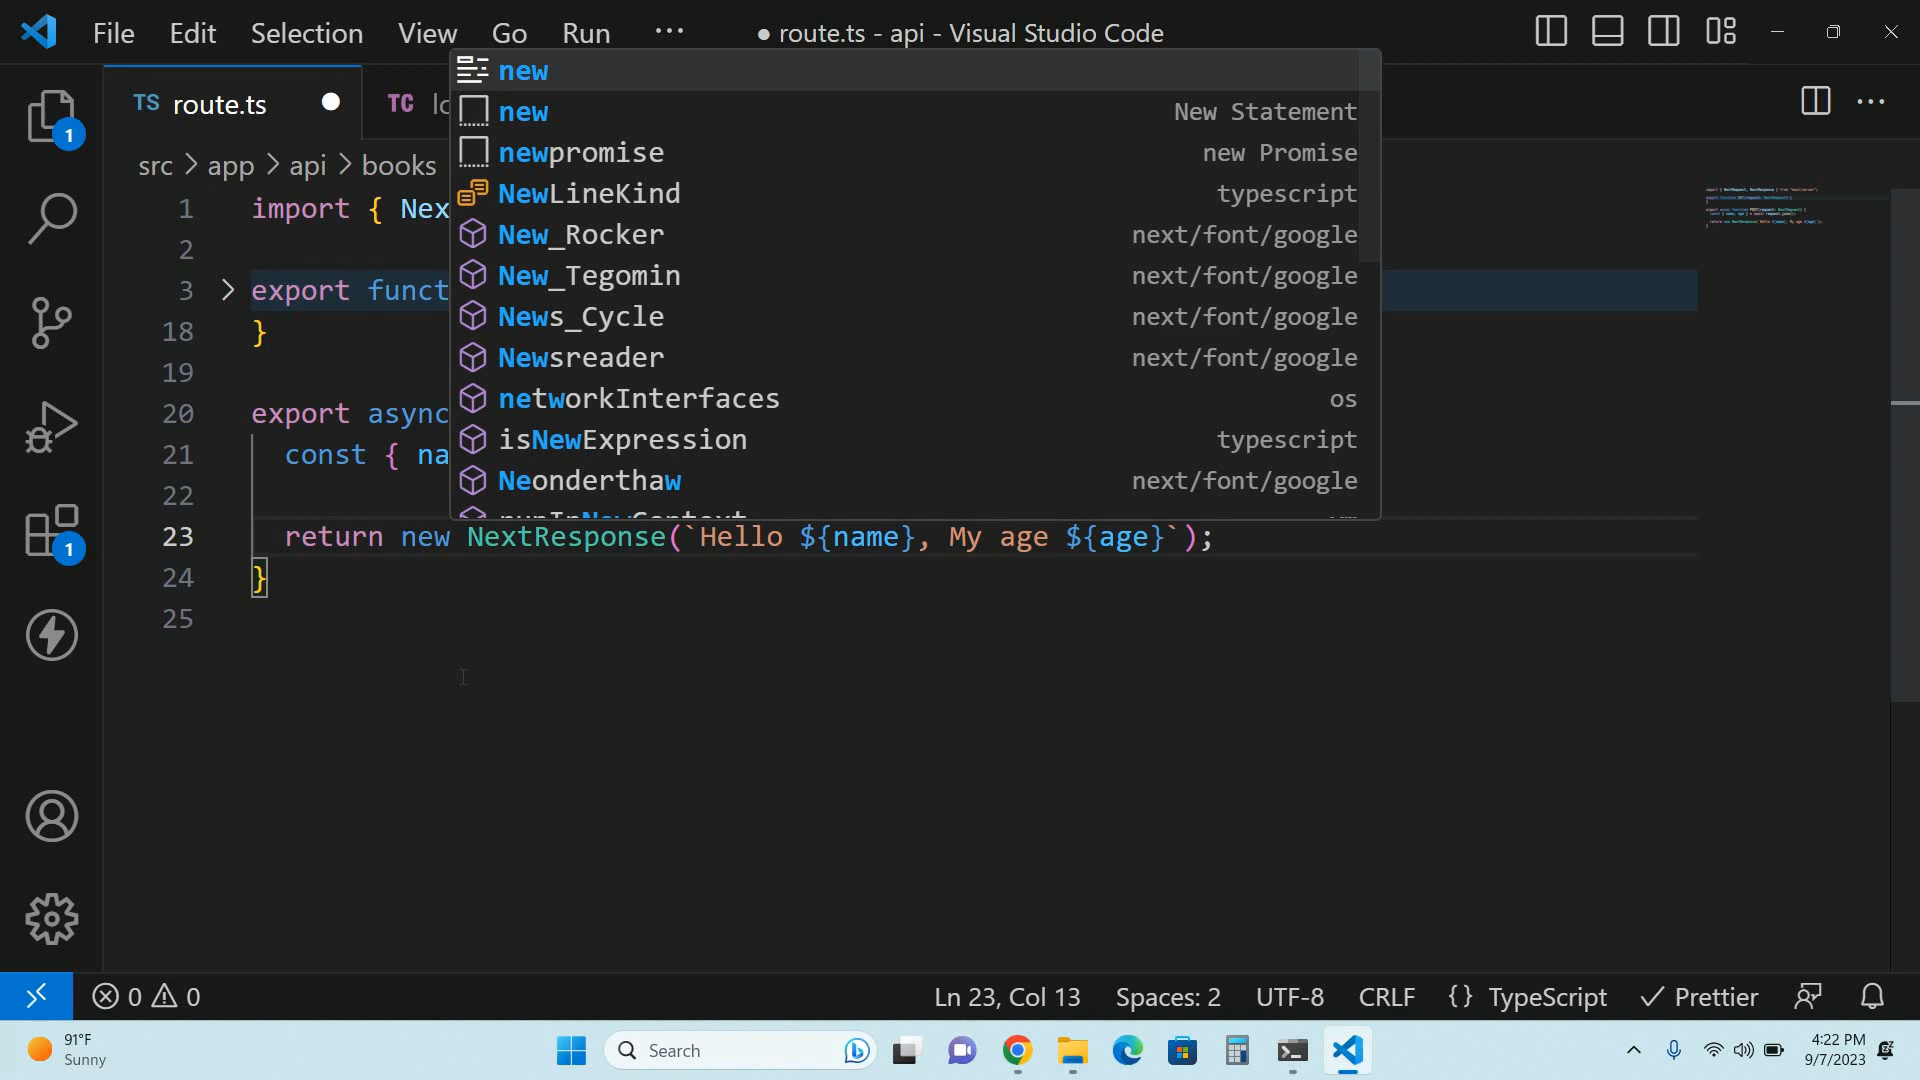 File Edit Selection View Go Run ··· ● route.ts - api - Visual Studio Code
TS route.ts ● TC
src > app > api > books
new
new New Statement
newpromise new Promise
NewLineKind typescript
New_Rocker next/font/google
New_Tegomin next/font/google
News_Cycle next/font/google
Newsreader next/font/google
networkInterfaces os
isNewExpression typescript
Neonderthaw next/font/google
1 import { Nex
2
3 export funct
18 }
19
20 export async
21 const { na
22
23 return new NextResponse(`Hello ${name}, My age ${age}`);
24 }
25
1
1
0 0 Ln 23, Col 13 Spaces: 2 UTF-8 CRLF {} TypeScript Prettier
91°F
Sunny
Search
4:22 PM
9/7/2023